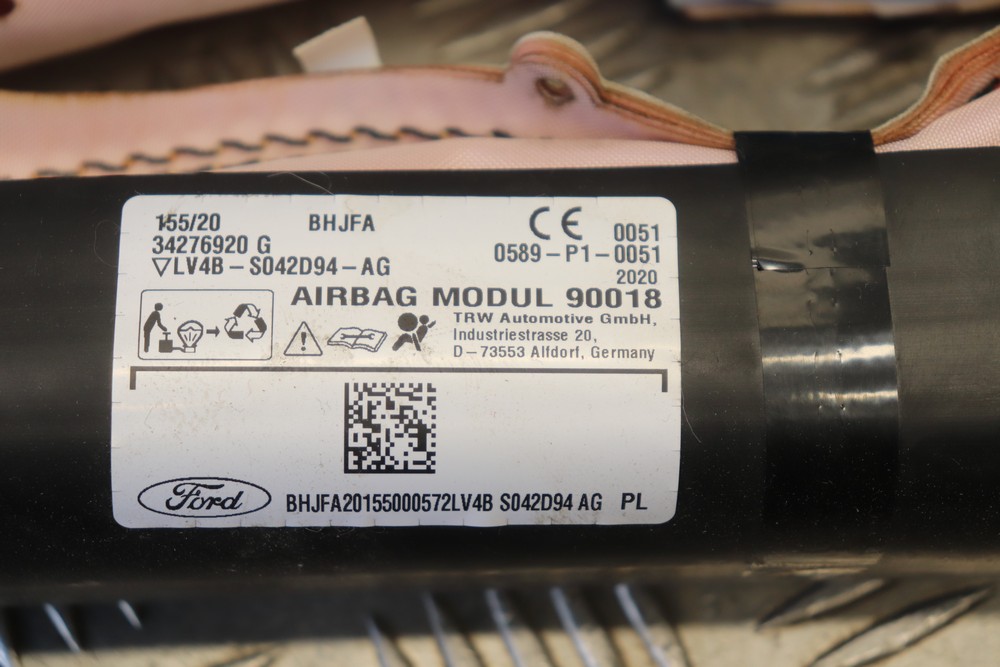 155/20 BHJFA
34276920 G
▽LV4B-S042D94-AG
CE 0051
0589-P1-0051
2020
AIRBAG MODUL 90018
TRW Automotive GmbH,
Industriestrasse 20,
D-73553 Alfdorf, Germany
Ford BHJFA20155000572LV4B S042D94 AG PL